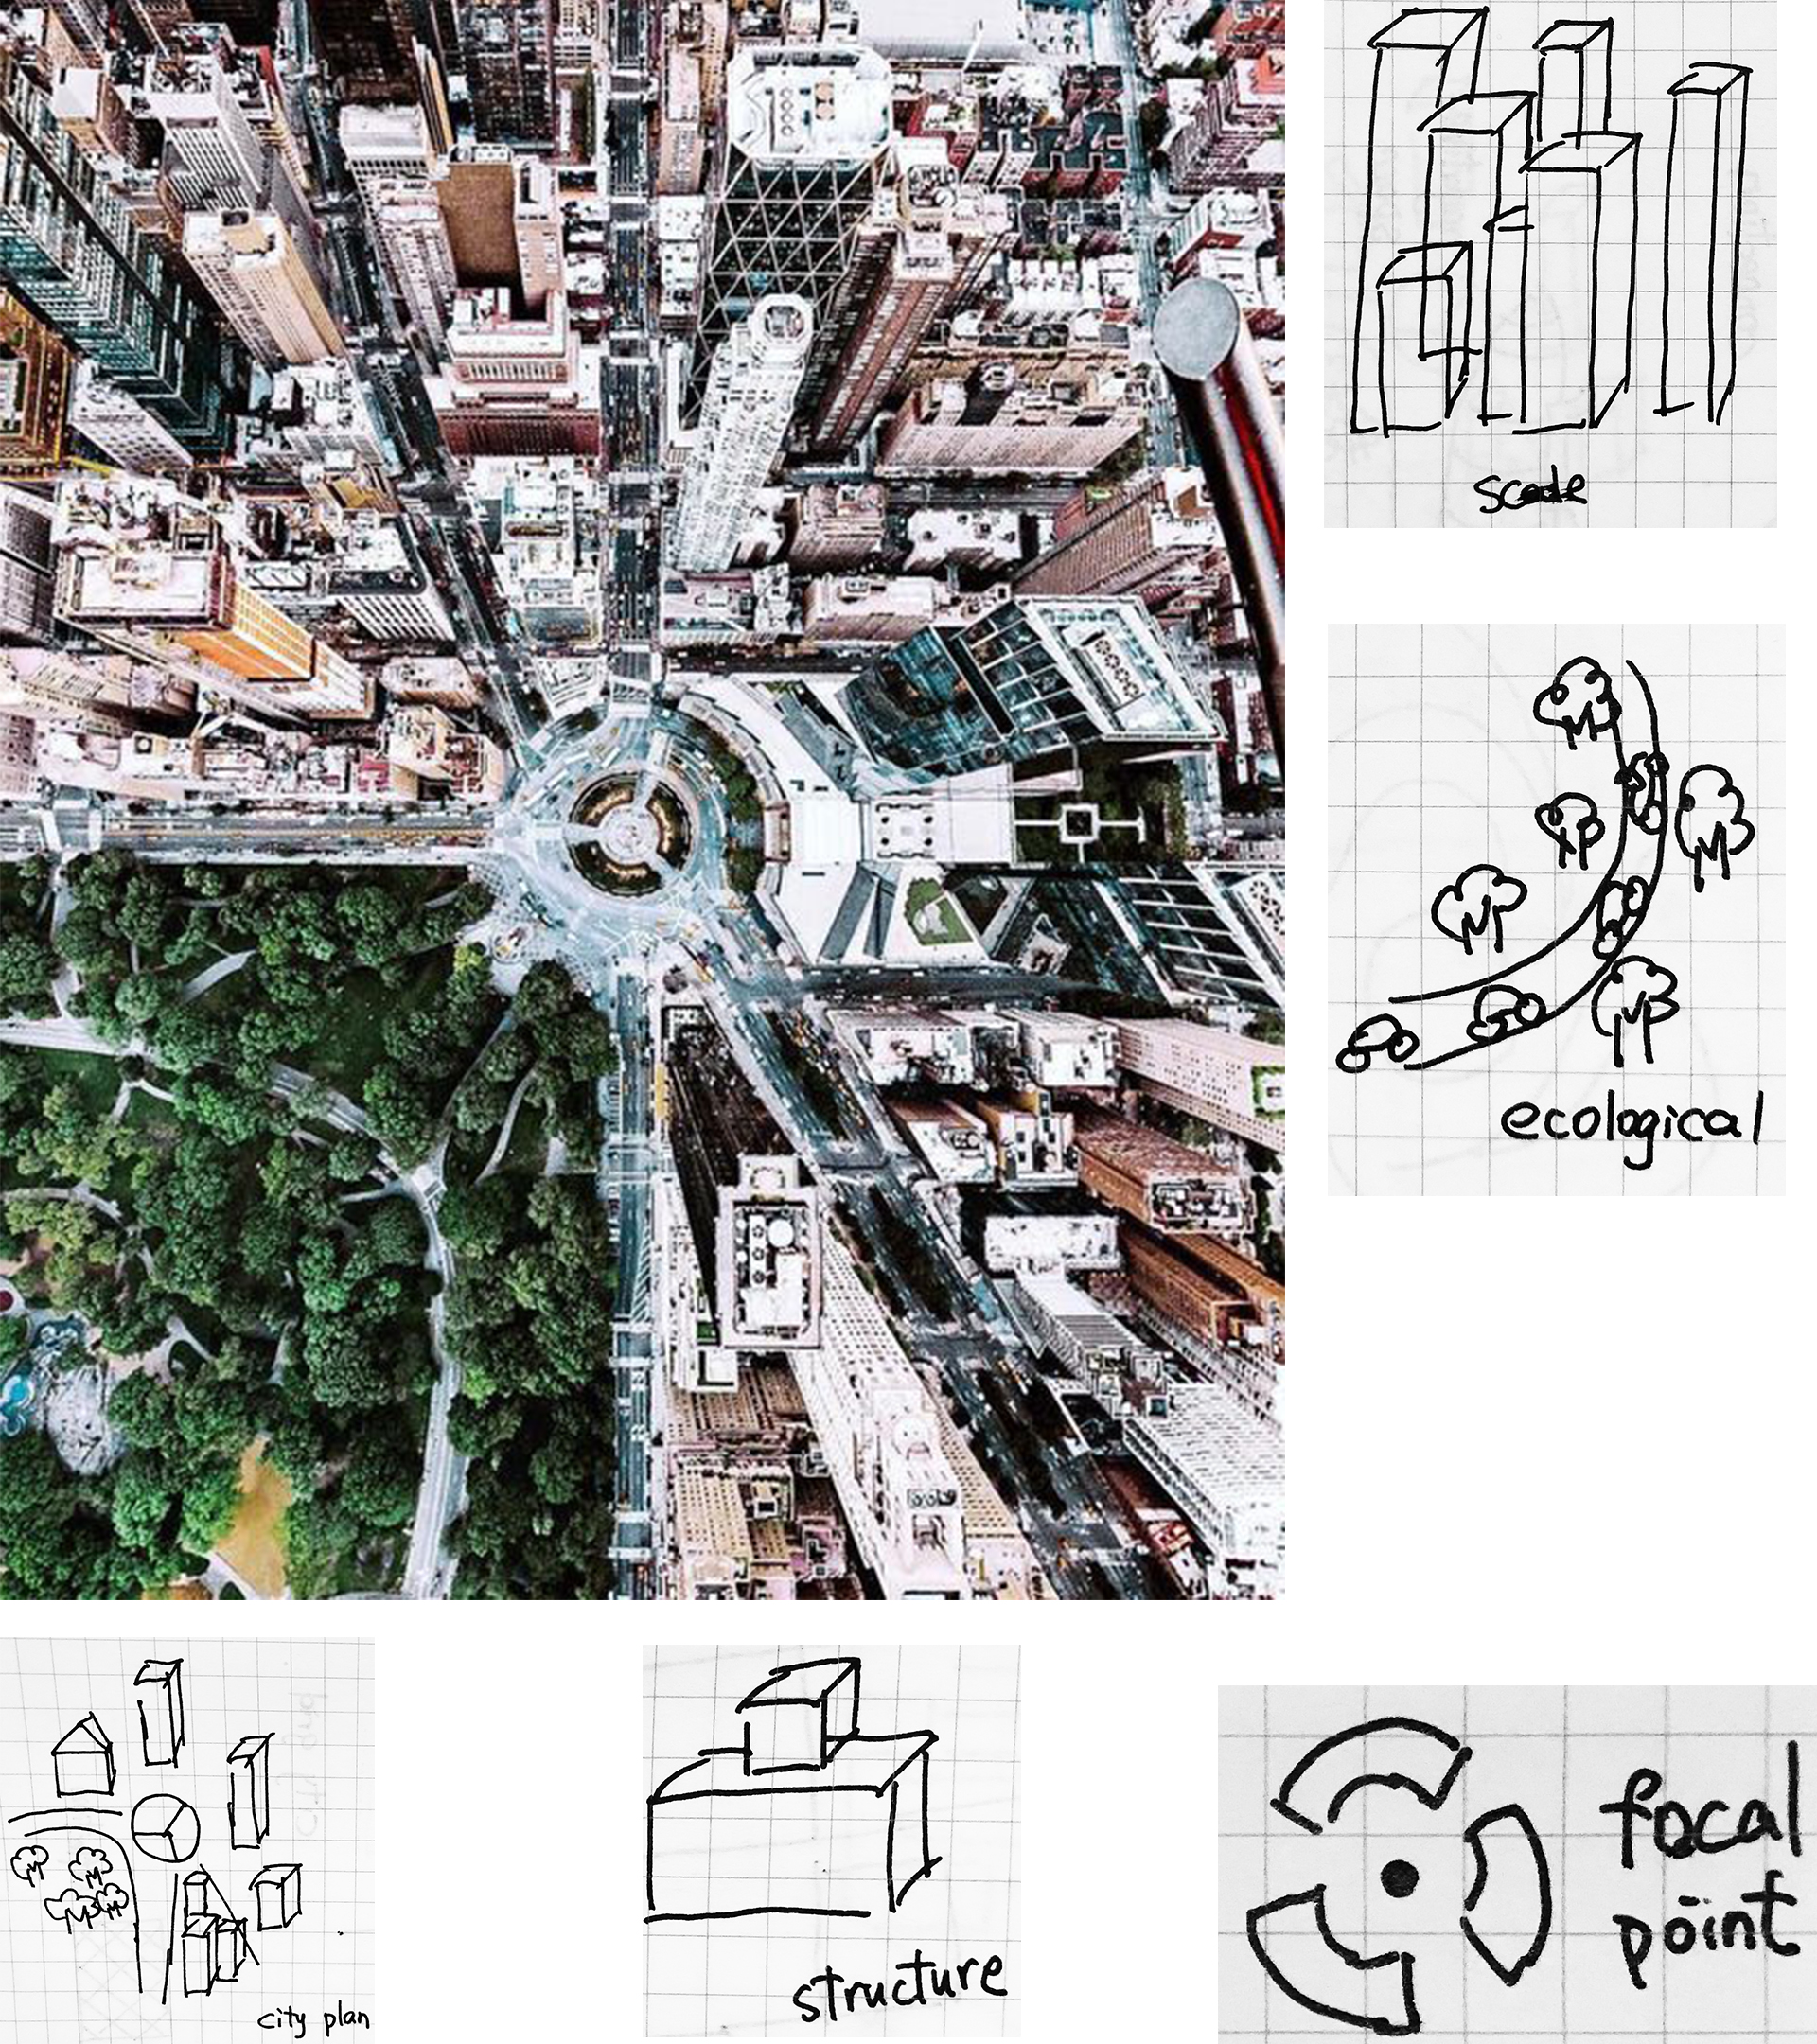 scale
ecological
city plan
structure
focal
point